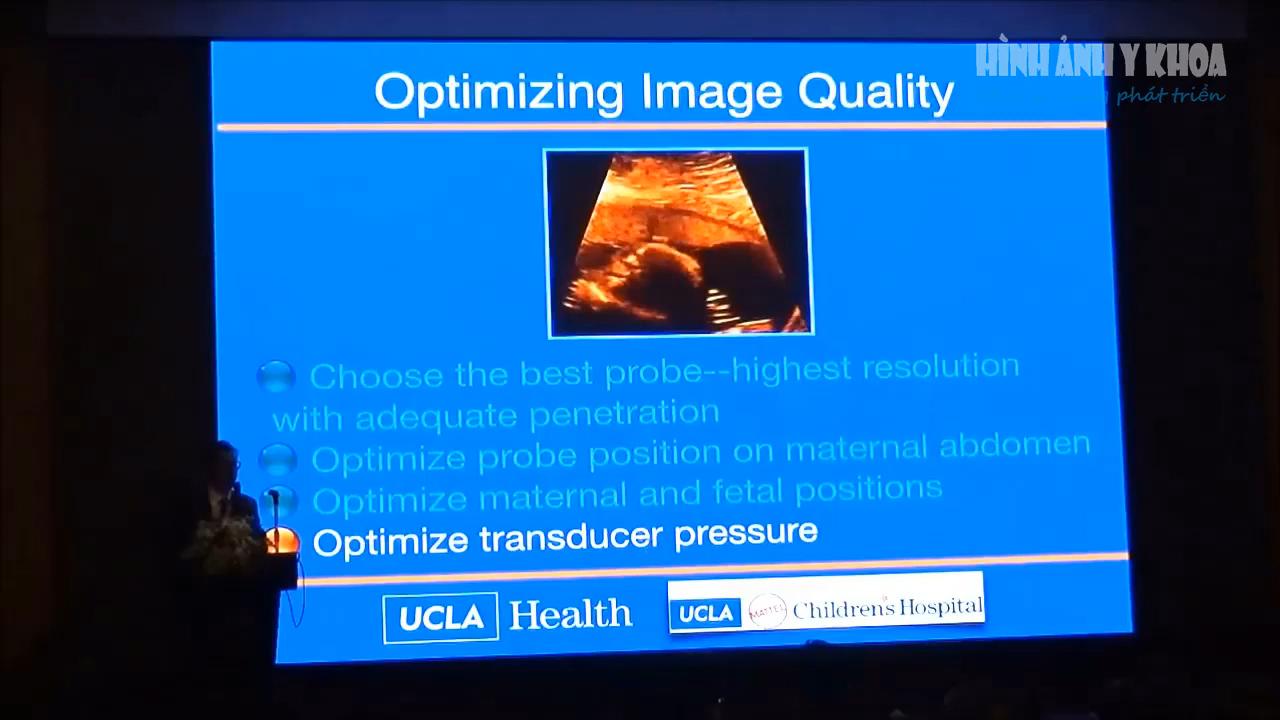 HÌNH ẢNH Y KHOA
phát triển
Optimizing Image Quality
Choose the best probe--highest resolution
with adequate penetration
Optimize probe position on maternal abdomen
Optimize maternal and fetal positions
Optimize transducer pressure
UCLA Health
UCLA MATTEL Children's Hospital